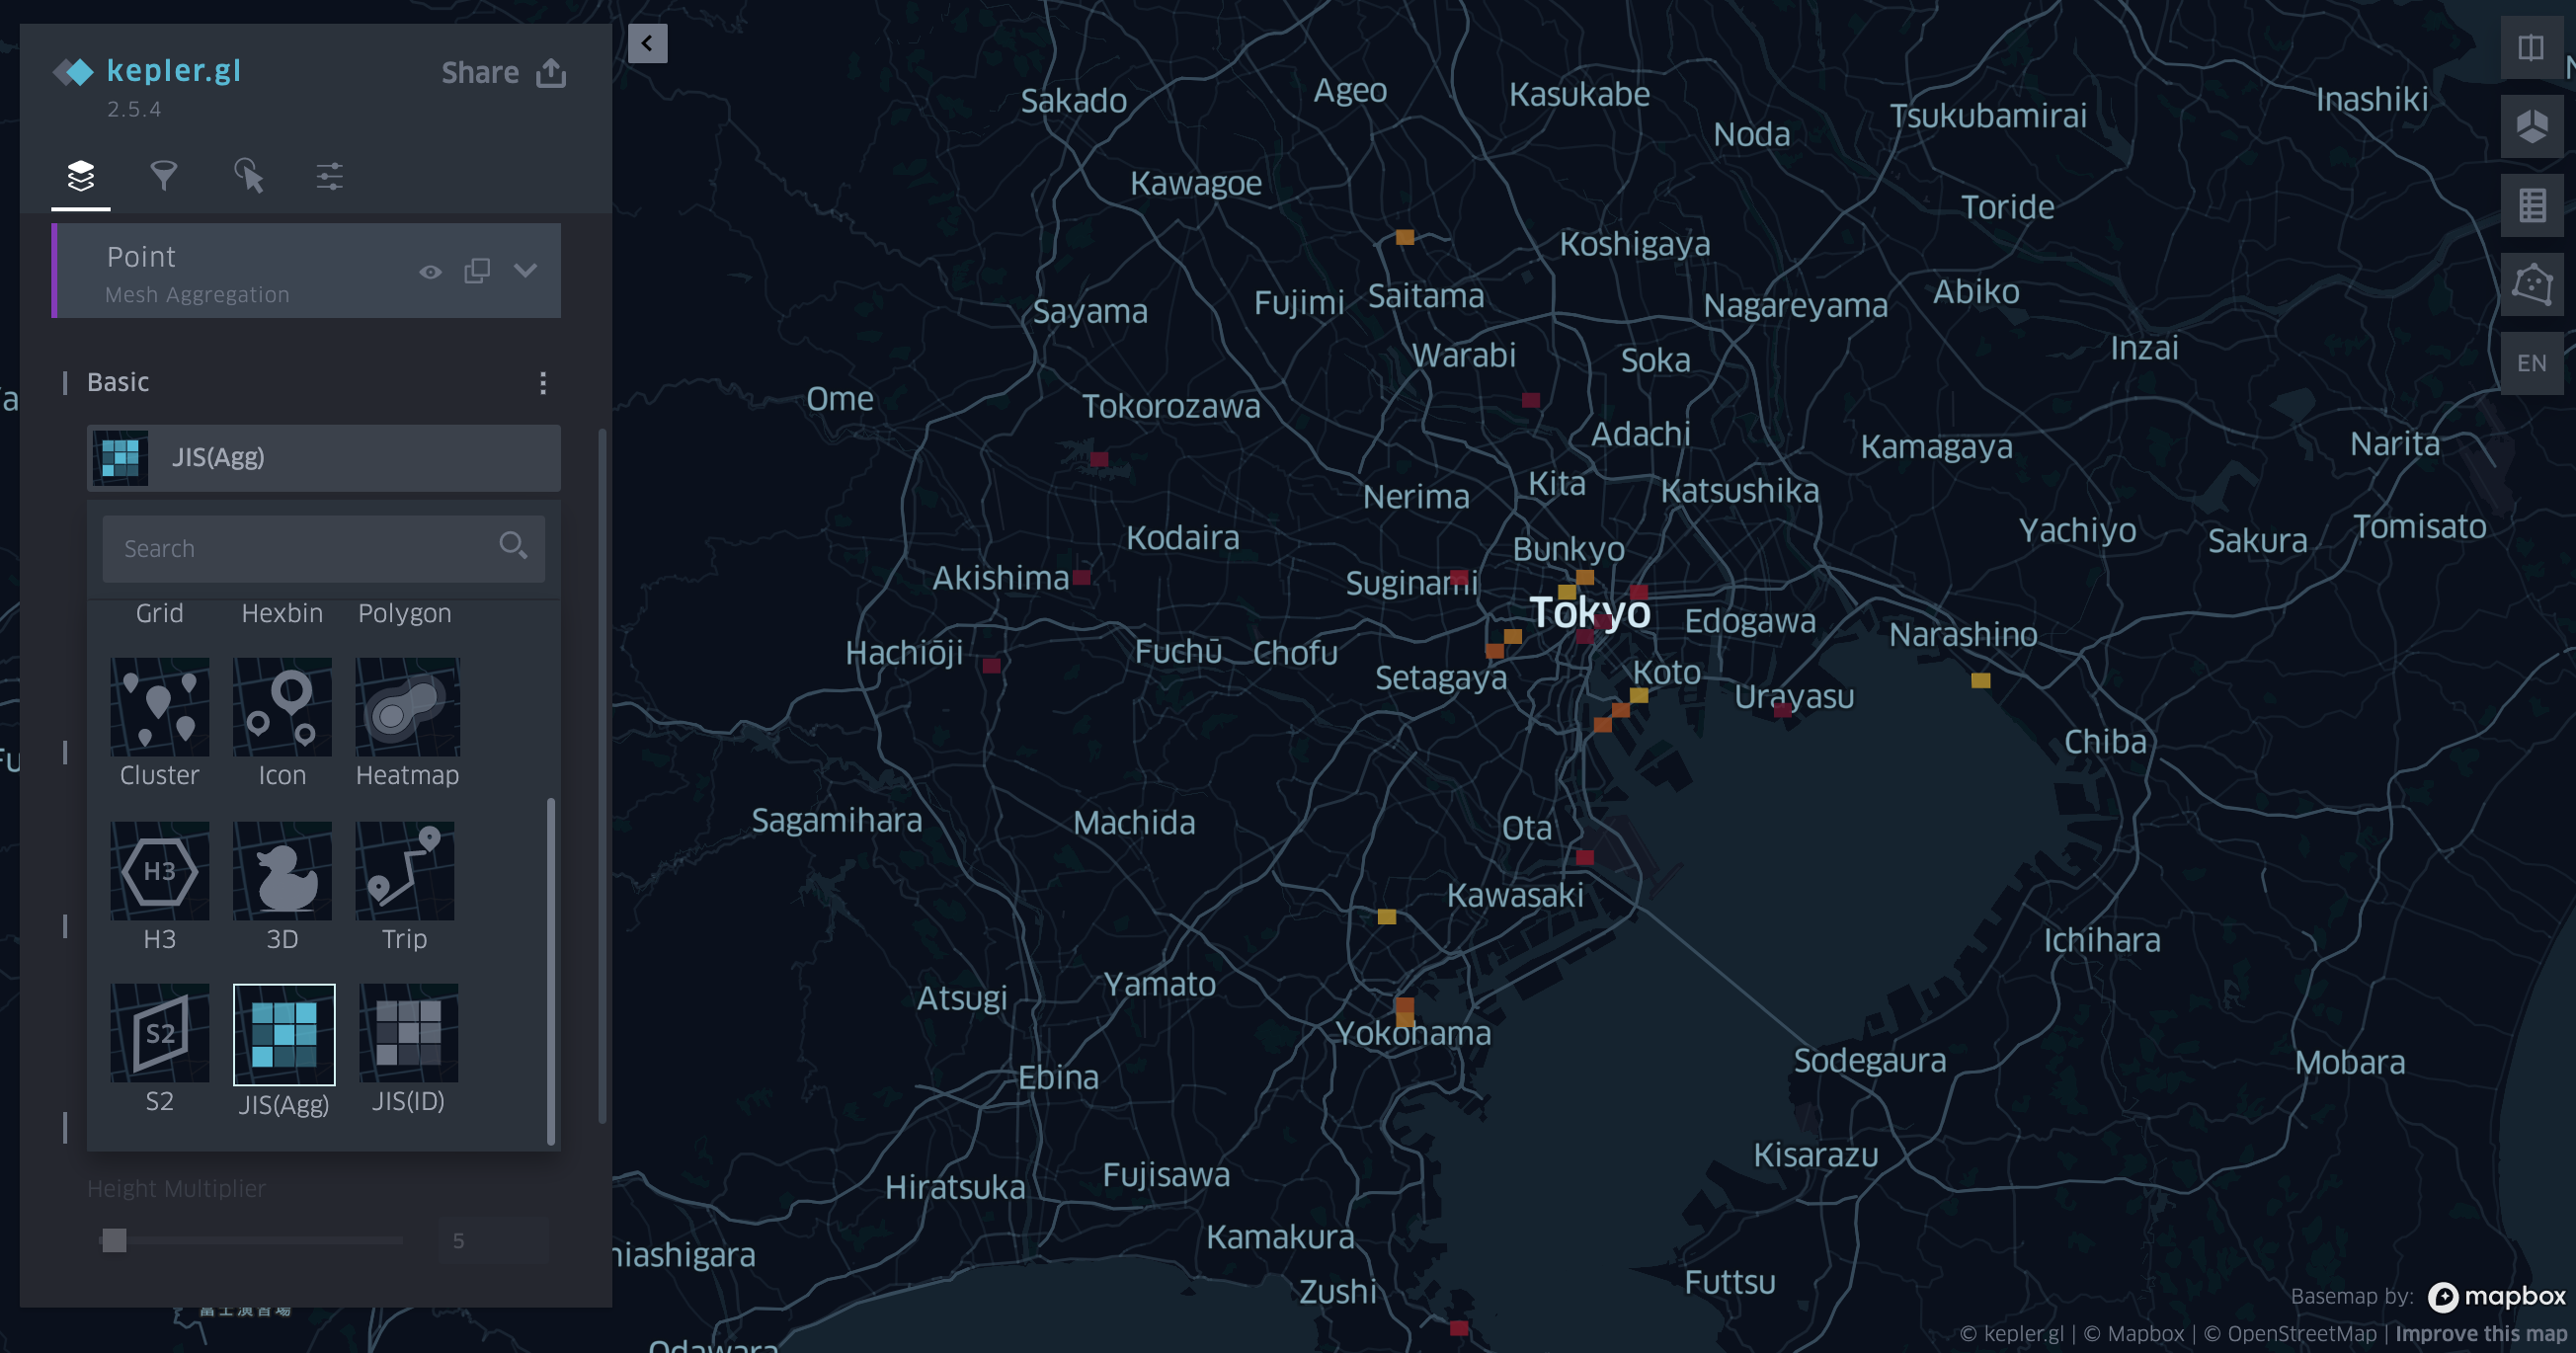 kepler.gl
2.5.4
Share
Point
Mesh Aggregation
Basic
JIS(Agg)
Search
Grid Hexbin Polygon
Cluster Icon Heatmap
H3
H3 3D Trip
S2
S2 JIS(Agg) JIS(ID)
Height Multiplier
5
EN
Sakado
Ageo
Kasukabe
Noda
Tsukubamirai
Inashiki
Kawagoe
Toride
Koshigaya
Sayama
Fujimi
Saitama
Nagareyama
Abiko
Warabi
Soka
Inzai
Ome
Tokorozawa
Adachi
Kamagaya
Narita
Nerima
Kita
Katsushika
Kodaira
Bunkyo
Yachiyo
Sakura
Tomisato
Akishima
Suginami
Tokyo
Edogawa
Narashino
Hachiōji
Fuchū
Chofu
Setagaya
Koto
Urayasu
Chiba
Sagamihara
Machida
Ota
Kawasaki
Ichihara
Atsugi
Yamato
Yokohama
Sodegaura
Mobara
Ebina
Kisarazu
Hiratsuka
Fujisawa
Kamakura
hiashigara
Zushi
Futtsu
Odawara
Basemap by: mapbox
© kepler.gl | © Mapbox | © OpenStreetMap | Improve this map